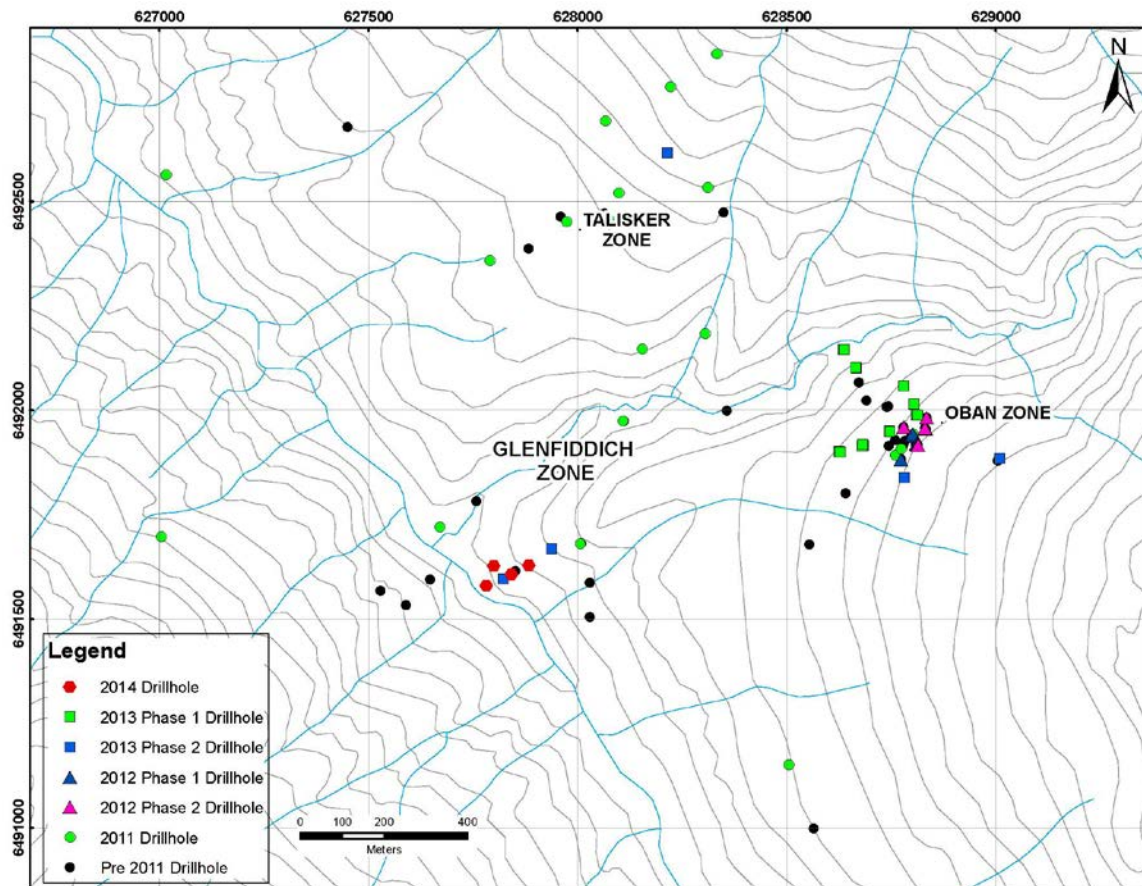 627000
627500
628000
628500
629000
N
6492500
6492000
6491500
6491000
TALISKER
ZONE
OBAN ZONE
GLENFIDDICH
ZONE
Legend
2014 Drillhole
2013 Phase 1 Drillhole
2013 Phase 2 Drillhole
2012 Phase 1 Drillhole
2012 Phase 2 Drillhole
2011 Drillhole
Pre 2011 Drillhole
0 100 200 400
Meters